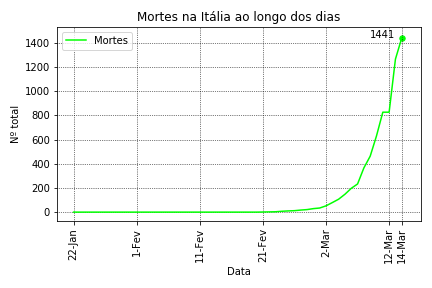 Mortes na Itália ao longo dos dias
Mortes
1441
Nº total
1400
1200
1000
800
600
400
200
0
22-Jan
1-Fev
11-Fev
21-Fev
2-Mar
12-Mar
14-Mar
Data